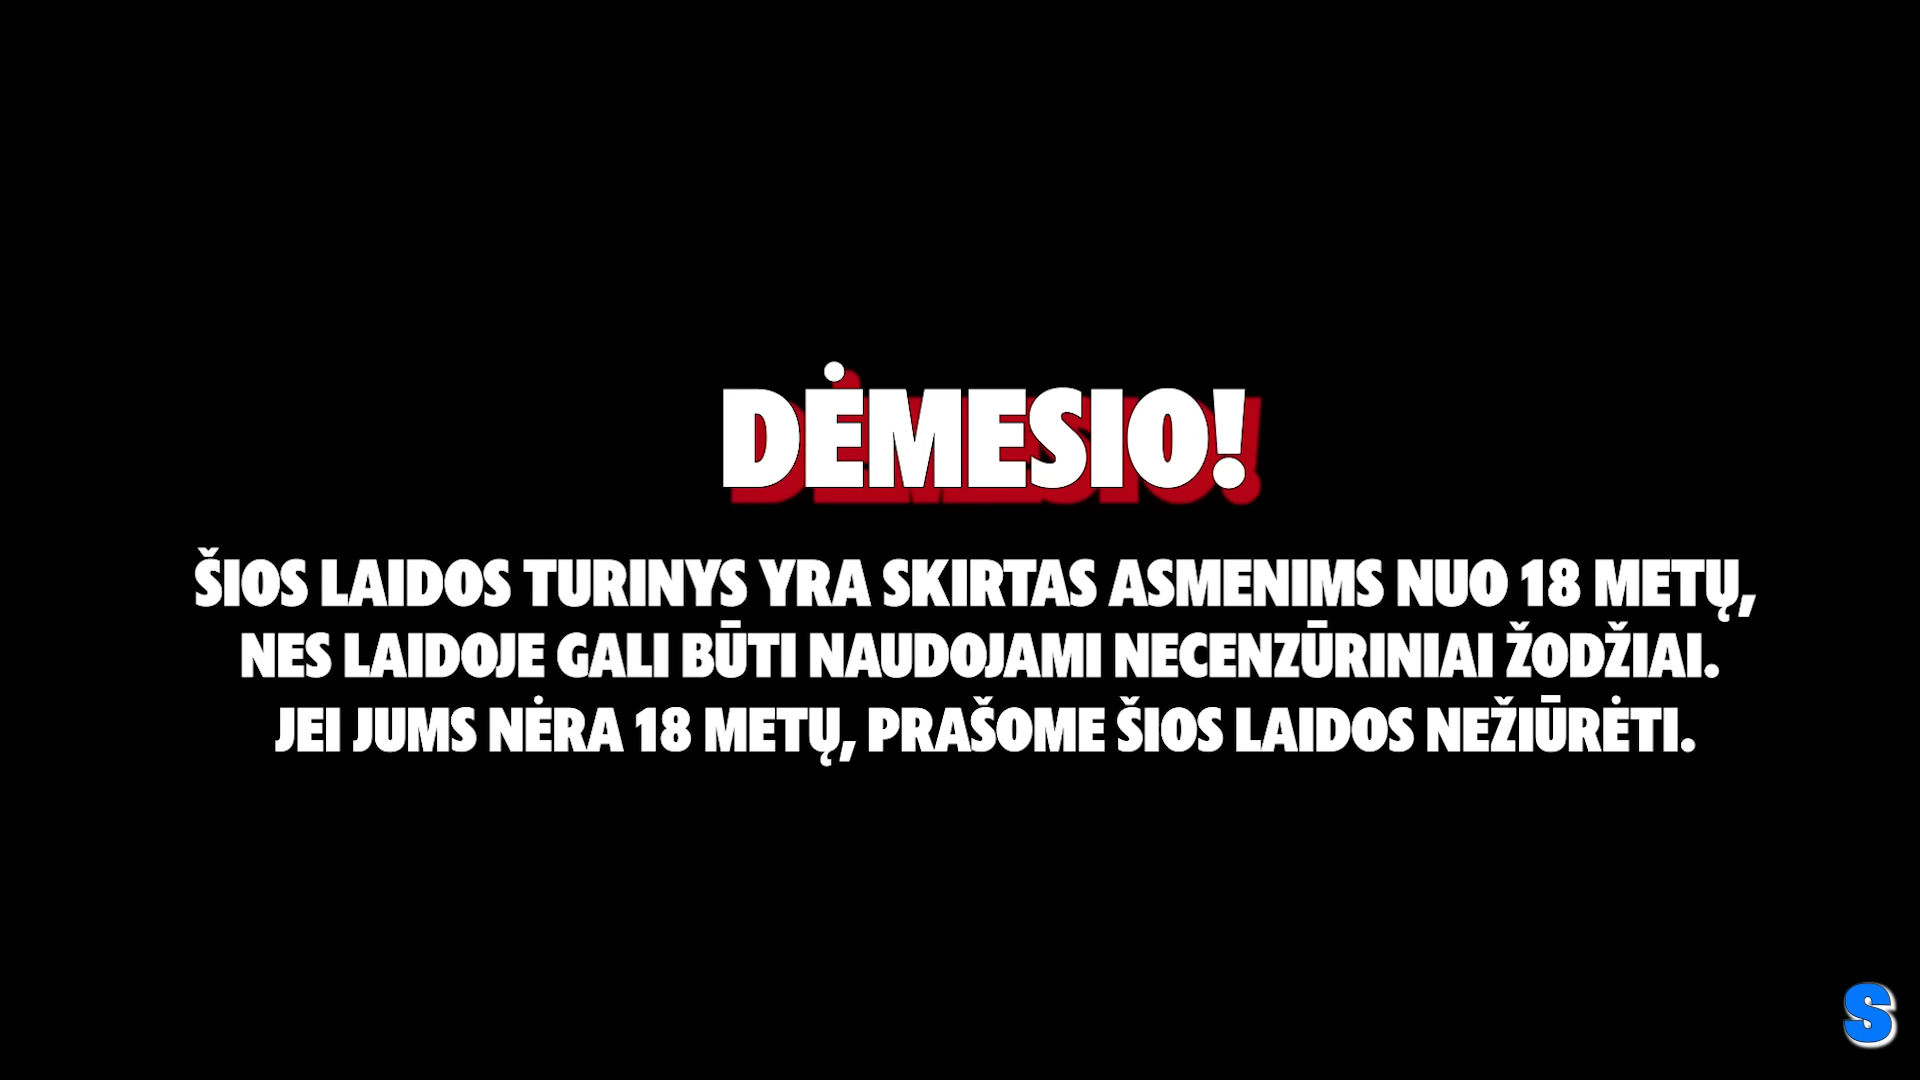 DĖMESIO!
ŠIOS LAIDOS TURINYS YRA SKIRTAS ASMENIMS NUO 18 METŲ,
NES LAIDOJE GALI BŪTI NAUDOJAMI NECENZŪRINIAI ŽODŽIAI.
JEI JUMS NĖRA 18 METŲ, PRAŠOME ŠIOS LAIDOS NEŽIŪRĖTI.
S